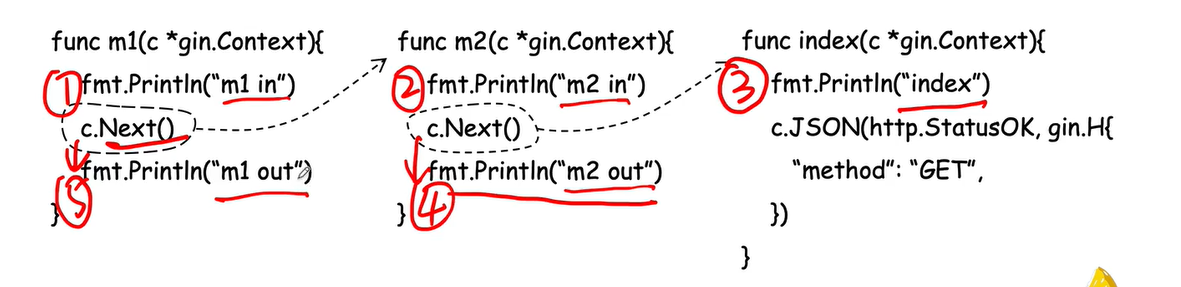 func m1(c *gin.Context){
① fmt.Println("m1 in")
c.Next()
⑤ fmt.Println("m1 out")
}
func m2(c *gin.Context){
② fmt.Println("m2 in")
c.Next()
fmt.Println("m2 out")
} ④
func index(c *gin.Context){
③ fmt.Println("index")
c.JSON(http.StatusOK, gin.H{
"method": "GET",
})
}